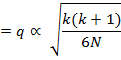 = q ∝ √(k(k + 1)/6N)